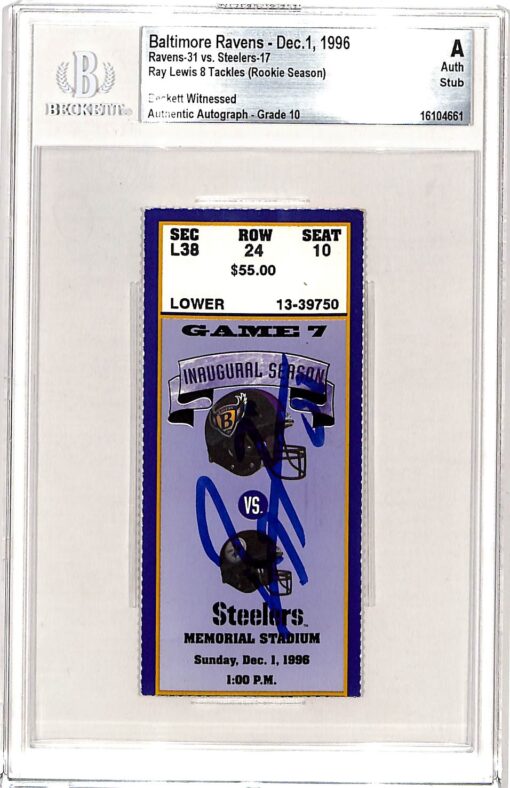 Baltimore Ravens - Dec.1, 1996
Ravens-31 vs. Steelers-17
Ray Lewis 8 Tackles (Rookie Season)
Beckett Witnessed
Authentic Autograph - Grade 10
A
Auth
Stub
16104661
B
BECKETT
SEC ROW SEAT
L38 24 10
$55.00
LOWER 13-39750
GAME 7
INAUGURAL SEASON
B
VS.
Steelers
MEMORIAL STADIUM
Sunday, Dec. 1, 1996
1:00 P.M.